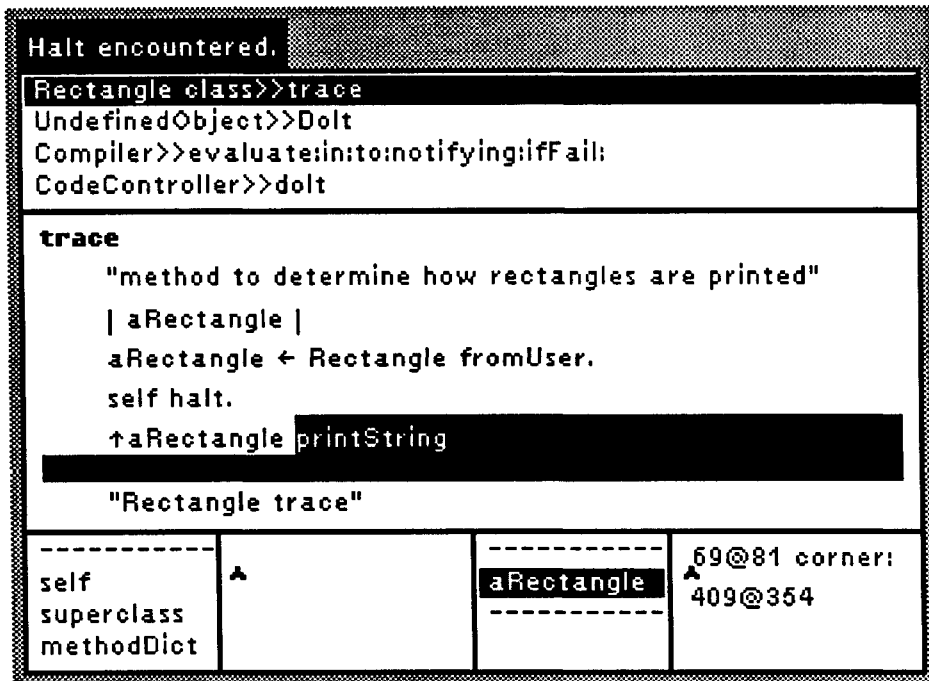 Halt encountered.
Rectangle class>>trace
UndefinedObject>>DoIt
Compiler>>evaluate:in:to:notifying:ifFail:
CodeController>>doIt
trace
"method to determine how rectangles are printed"
| aRectangle |
aRectangle ← Rectangle fromUser.
self halt.
↑aRectangle printString
"Rectangle trace"
------------
self
superclass
methodDict
------------
aRectangle
------------
69@81 corner:
409@354